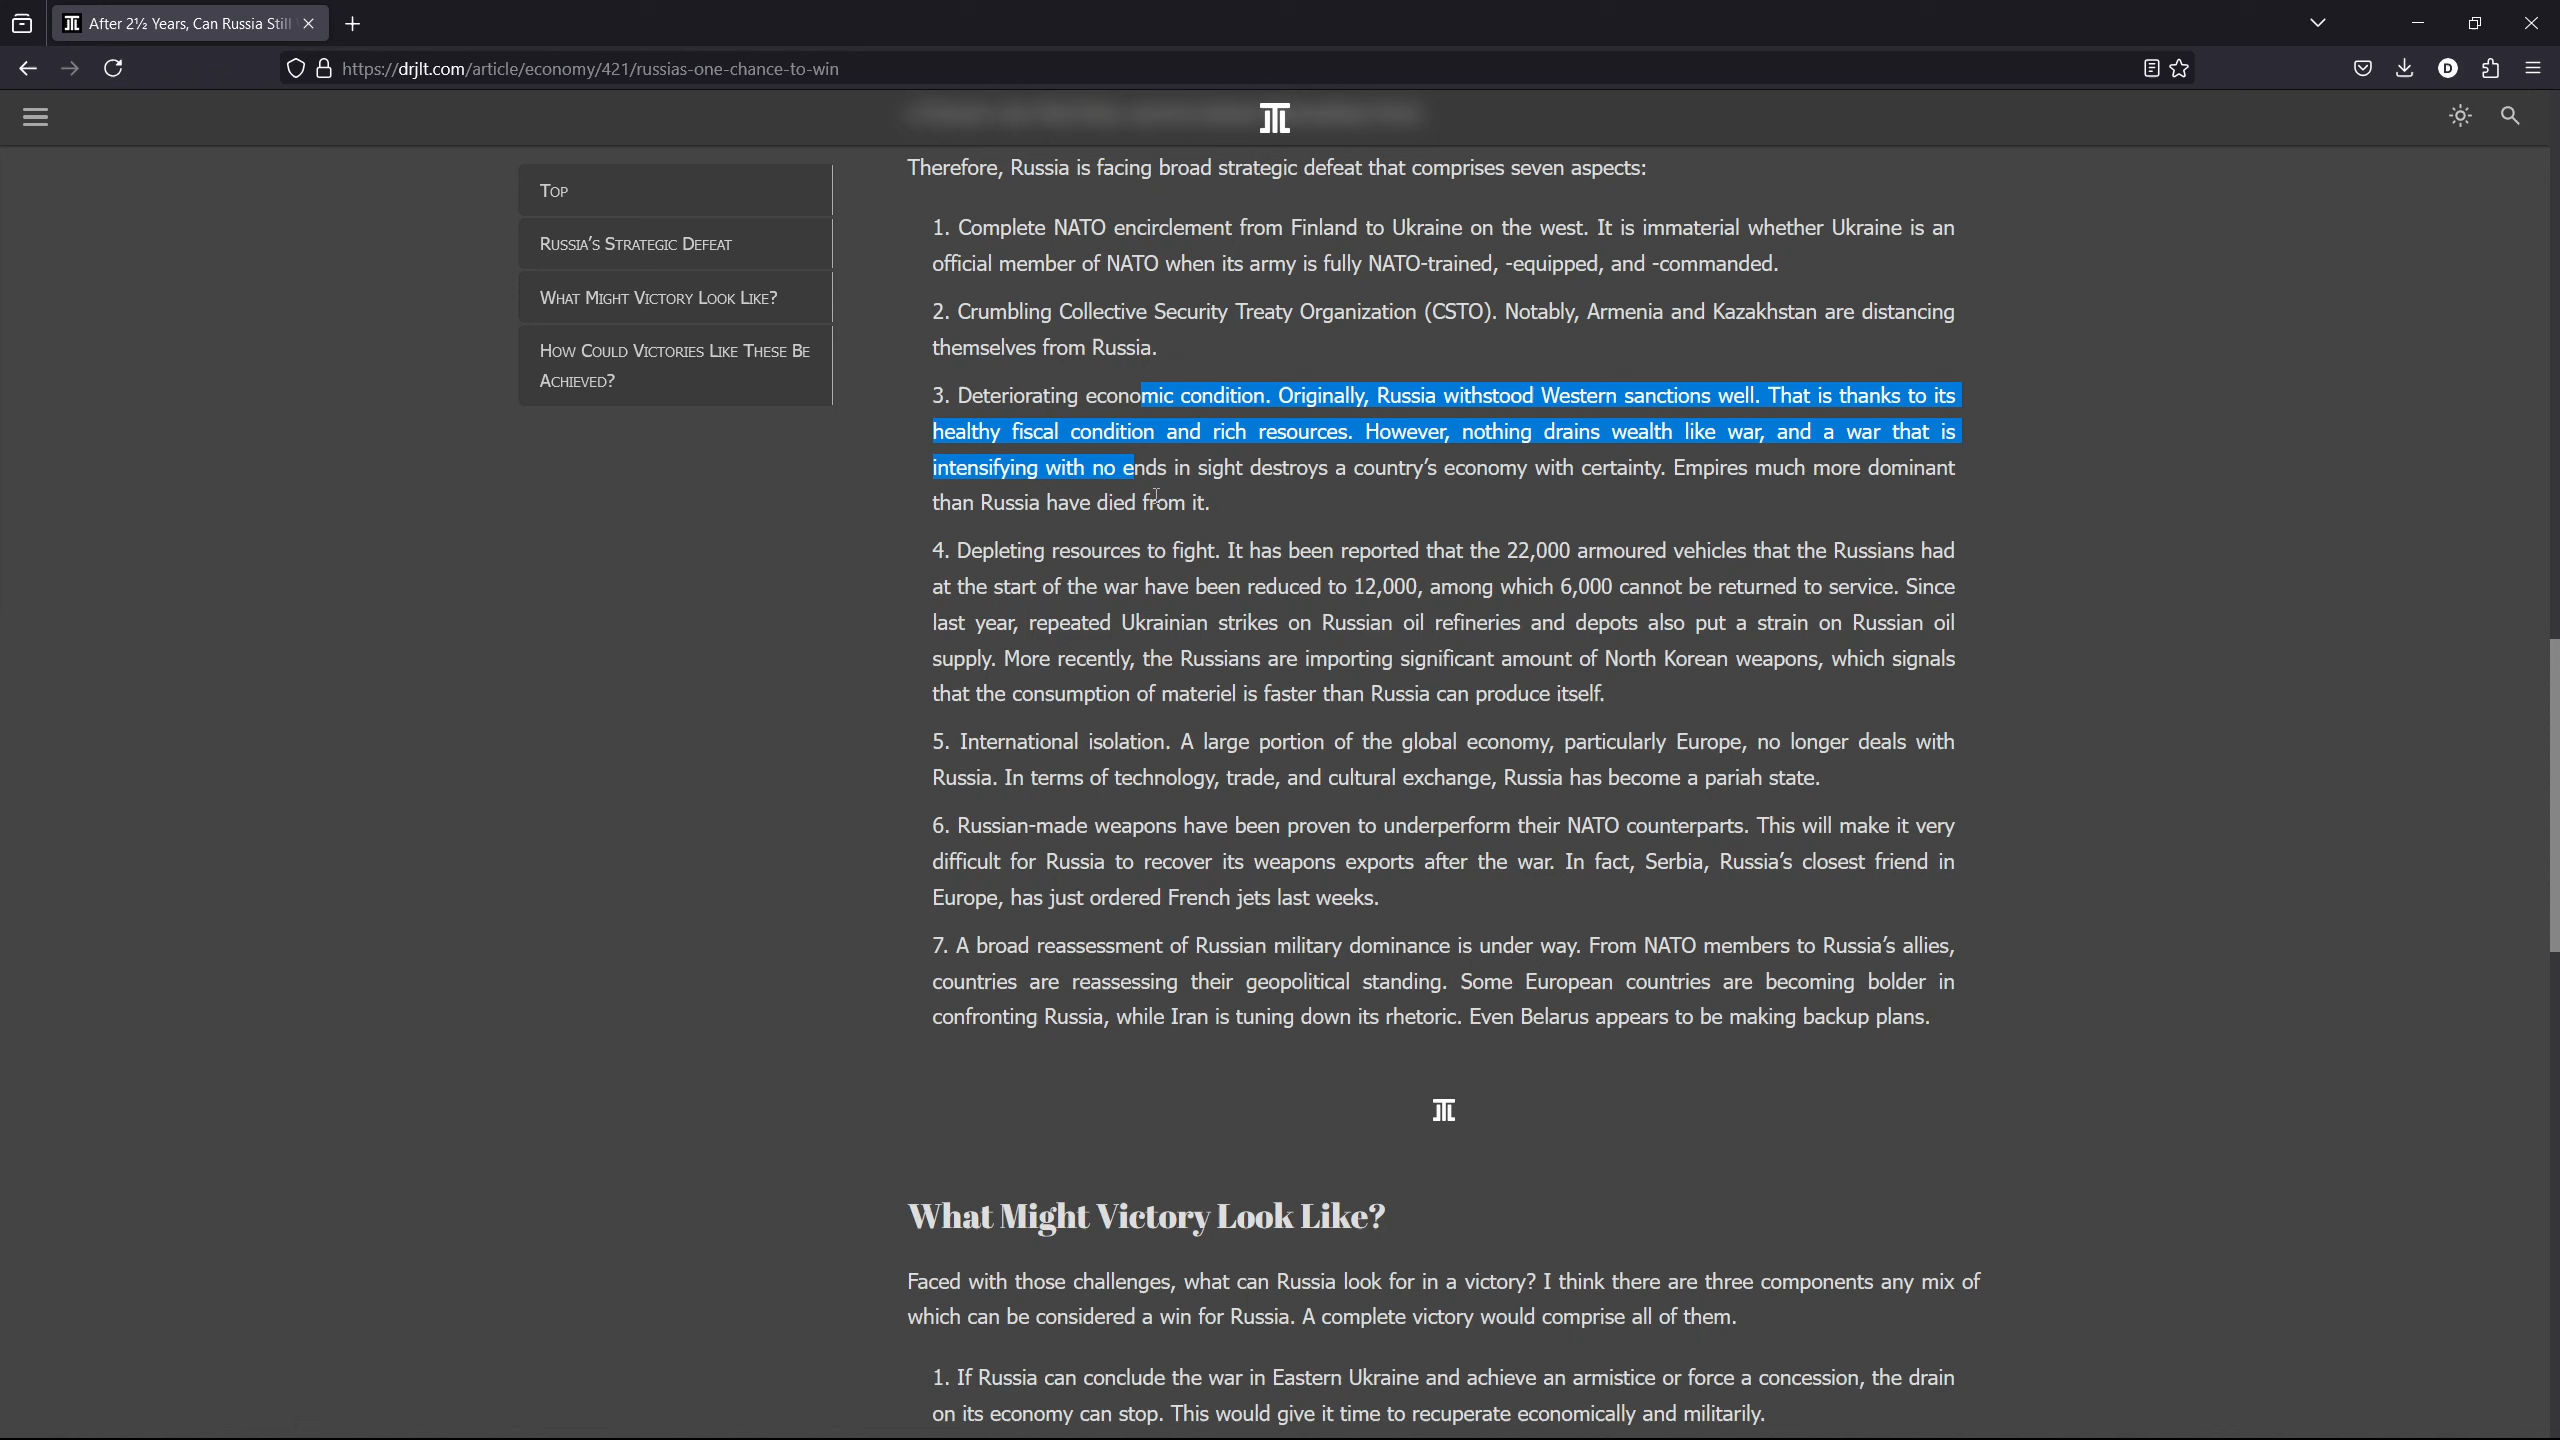 After 2½ Years, Can Russia Still
https://drjlt.com/article/economy/421/russias-one-chance-to-win
Top
Russia's Strategic Defeat
What Might Victory Look Like?
How Could Victories Like These Be
Achieved?
Therefore, Russia is facing broad strategic defeat that comprises seven aspects:
1. Complete NATO encirclement from Finland to Ukraine on the west. It is immaterial whether Ukraine is an
official member of NATO when its army is fully NATO-trained, -equipped, and -commanded.
2. Crumbling Collective Security Treaty Organization (CSTO). Notably, Armenia and Kazakhstan are distancing
themselves from Russia.
3. Deteriorating economic condition. Originally, Russia withstood Western sanctions well. That is thanks to its
healthy fiscal condition and rich resources. However, nothing drains wealth like war, and a war that is
intensifying with no ends in sight destroys a country's economy with certainty. Empires much more dominant
than Russia have died from it.
4. Depleting resources to fight. It has been reported that the 22,000 armoured vehicles that the Russians had
at the start of the war have been reduced to 12,000, among which 6,000 cannot be returned to service. Since
last year, repeated Ukrainian strikes on Russian oil refineries and depots also put a strain on Russian oil
supply. More recently, the Russians are importing significant amount of North Korean weapons, which signals
that the consumption of materiel is faster than Russia can produce itself.
5. International isolation. A large portion of the global economy, particularly Europe, no longer deals with
Russia. In terms of technology, trade, and cultural exchange, Russia has become a pariah state.
6. Russian-made weapons have been proven to underperform their NATO counterparts. This will make it very
difficult for Russia to recover its weapons exports after the war. In fact, Serbia, Russia's closest friend in
Europe, has just ordered French jets last weeks.
7. A broad reassessment of Russian military dominance is under way. From NATO members to Russia's allies,
countries are reassessing their geopolitical standing. Some European countries are becoming bolder in
confronting Russia, while Iran is tuning down its rhetoric. Even Belarus appears to be making backup plans.
What Might Victory Look Like?
Faced with those challenges, what can Russia look for in a victory? I think there are three components any mix of
which can be considered a win for Russia. A complete victory would comprise all of them.
1. If Russia can conclude the war in Eastern Ukraine and achieve an armistice or force a concession, the drain
on its economy can stop. This would give it time to recuperate economically and militarily.